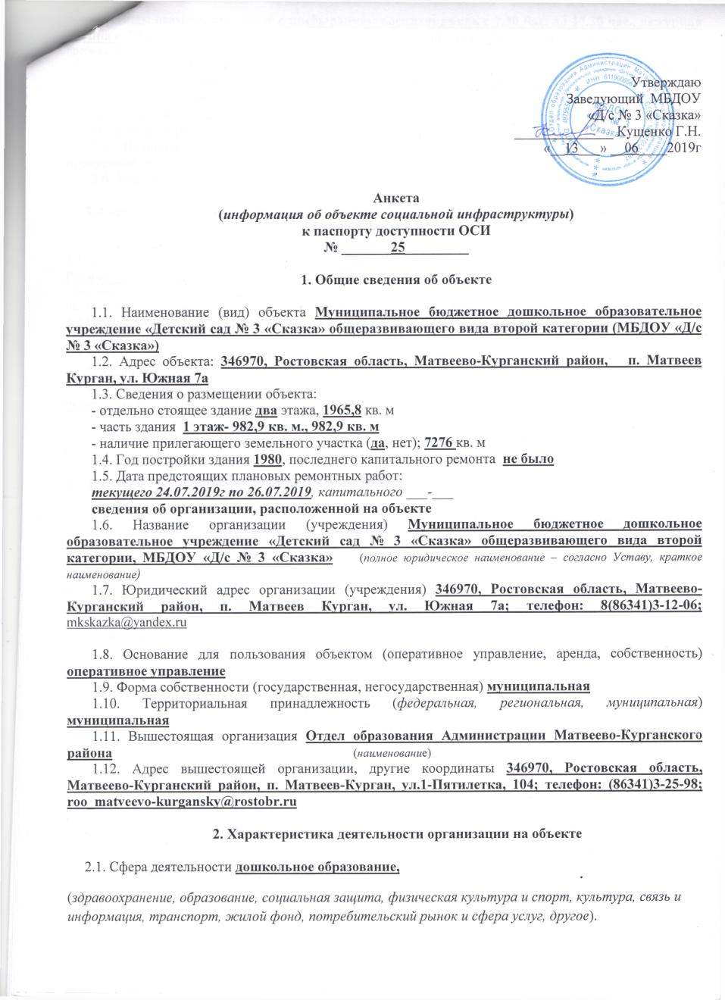 Утверждаю
Заведующий МБДОУ
«Д/с № 3 «Сказка»
______________ Кущенко Г.Н.
«__13___» __06____2019г
Анкета
(информация об объекте социальной инфраструктуры)
к паспорту доступности ОСИ
№ _______25_________
1. Общие сведения об объекте
1.1. Наименование (вид) объекта Муниципальное бюджетное дошкольное образовательное
учреждение «Детский сад № 3 «Сказка» общеразвивающего вида второй категории (МБДОУ «Д/с
№ 3 «Сказка»)
1.2. Адрес объекта: 346970, Ростовская область, Матвеево-Курганский район, п. Матвеев
Курган, ул. Южная 7а
1.3. Сведения о размещении объекта:
- отдельно стоящее здание два этажа, 1965,8 кв. м
- часть здания 1 этаж- 982,9 кв. м., 982,9 кв. м
- наличие прилегающего земельного участка (да, нет); 7276 кв. м
1.4. Год постройки здания 1980, последнего капитального ремонта не было
1.5. Дата предстоящих плановых ремонтных работ:
текущего 24.07.2019г по 26.07.2019, капитального ___-___
сведения об организации, расположенной на объекте
1.6. Название организации (учреждения) Муниципальное бюджетное дошкольное
образовательное учреждение «Детский сад № 3 «Сказка» общеразвивающего вида второй
категории, МБДОУ «Д/с № 3 «Сказка» (полное юридическое наименование – согласно Уставу, краткое
наименование)
1.7. Юридический адрес организации (учреждения) 346970, Ростовская область, Матвеево-
Курганский район, п. Матвеев Курган, ул. Южная 7а; телефон: 8(86341)3-12-06;
mkskazka@yandex.ru
1.8. Основание для пользования объектом (оперативное управление, аренда, собственность)
оперативное управление
1.9. Форма собственности (государственная, негосударственная) муниципальная
1.10. Территориальная принадлежность (федеральная, региональная, муниципальная)
муниципальная
1.11. Вышестоящая организация Отдел образования Администрации Матвеево-Курганского
района (наименование)
1.12. Адрес вышестоящей организации, другие координаты 346970, Ростовская область,
Матвеево-Курганский район, п. Матвеев-Курган, ул.1-Пятилетка, 104; телефон: (86341)3-25-98;
roo_matveevo-kurgansky@rostobr.ru
2. Характеристика деятельности организации на объекте
2.1. Сфера деятельности дошкольное образование,
(здравоохранение, образование, социальная защита, физическая культура и спорт, культура, связь и
информация, транспорт, жилой фонд, потребительский рынок и сфера услуг, другое).